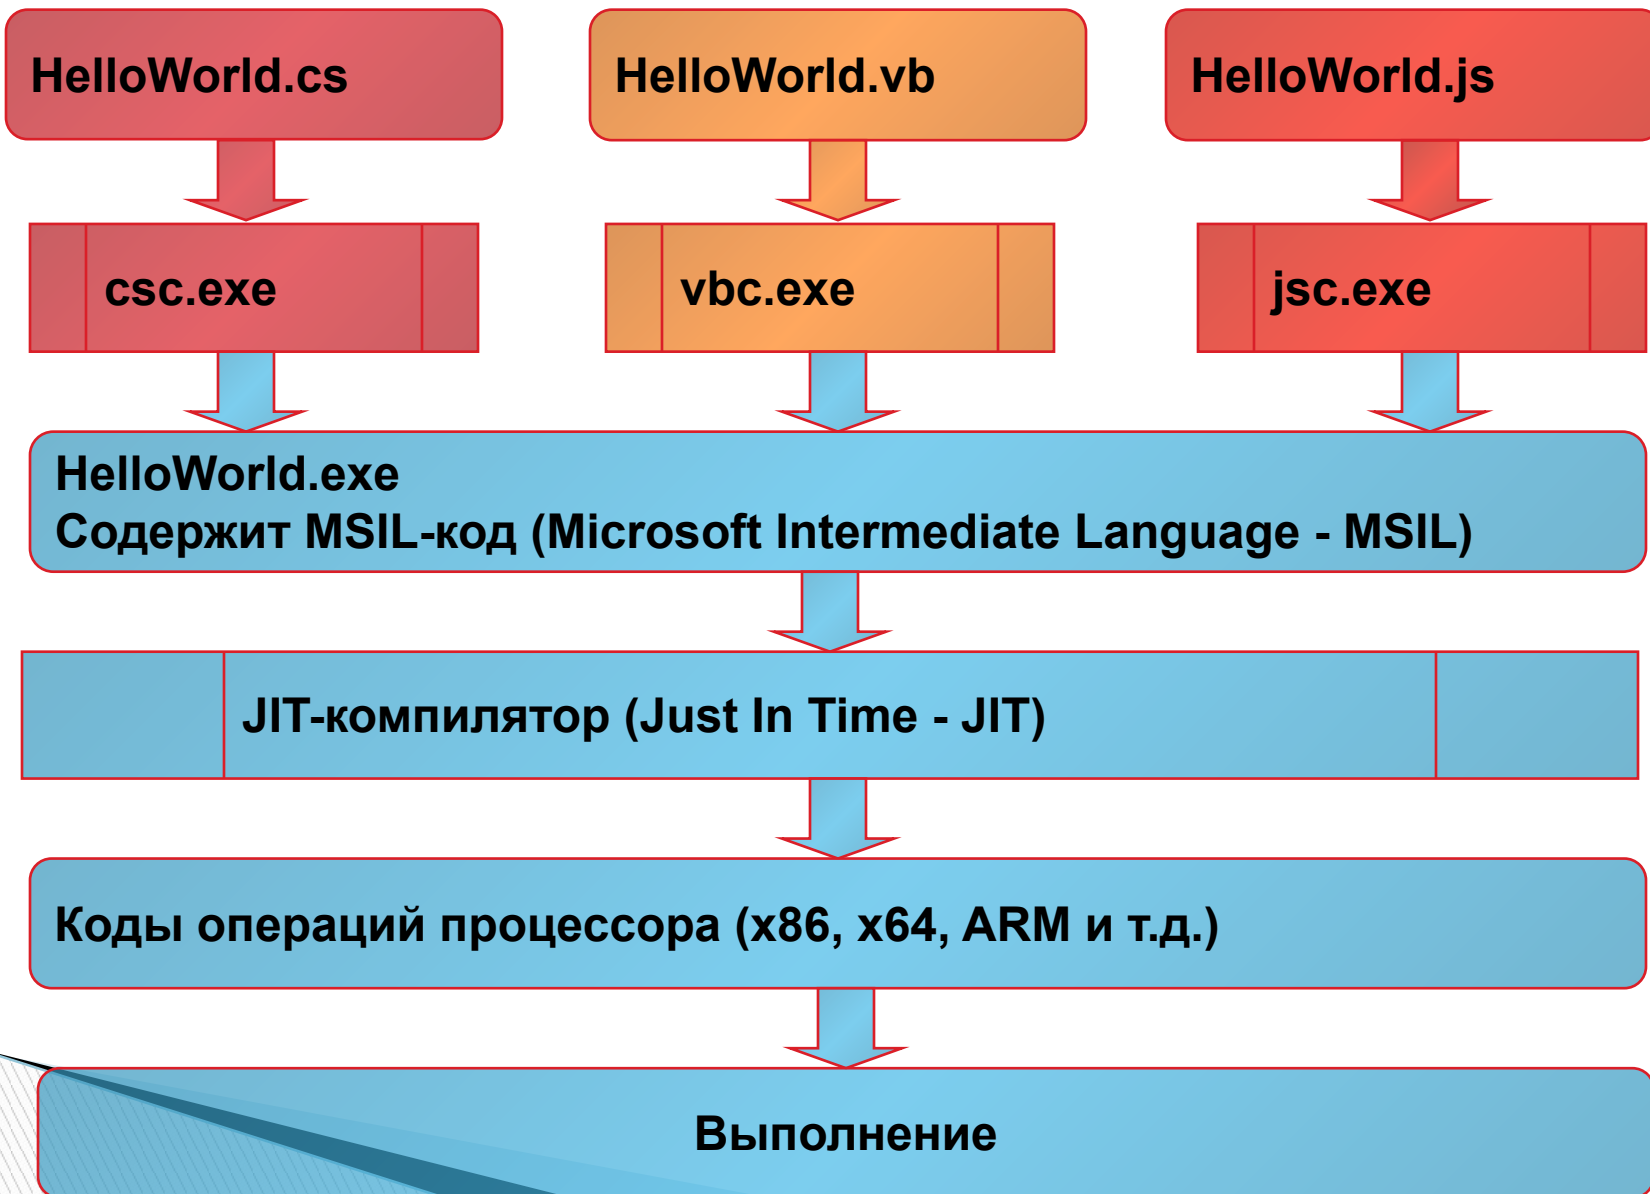 HelloWorld.cs
HelloWorld.vb
HelloWorld.js
csc.exe
vbc.exe
jsc.exe
HelloWorld.exe
Содержит MSIL-код (Microsoft Intermediate Language - MSIL)
JIT-компилятор (Just In Time - JIT)
Коды операций процессора (x86, x64, ARM и т.д.)
Выполнение